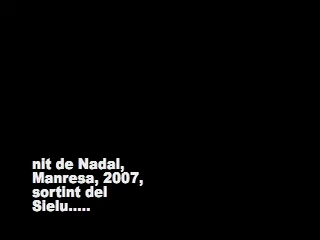 nit de Nadal,
Manresa, 2007,
sortint del
Sielu.....